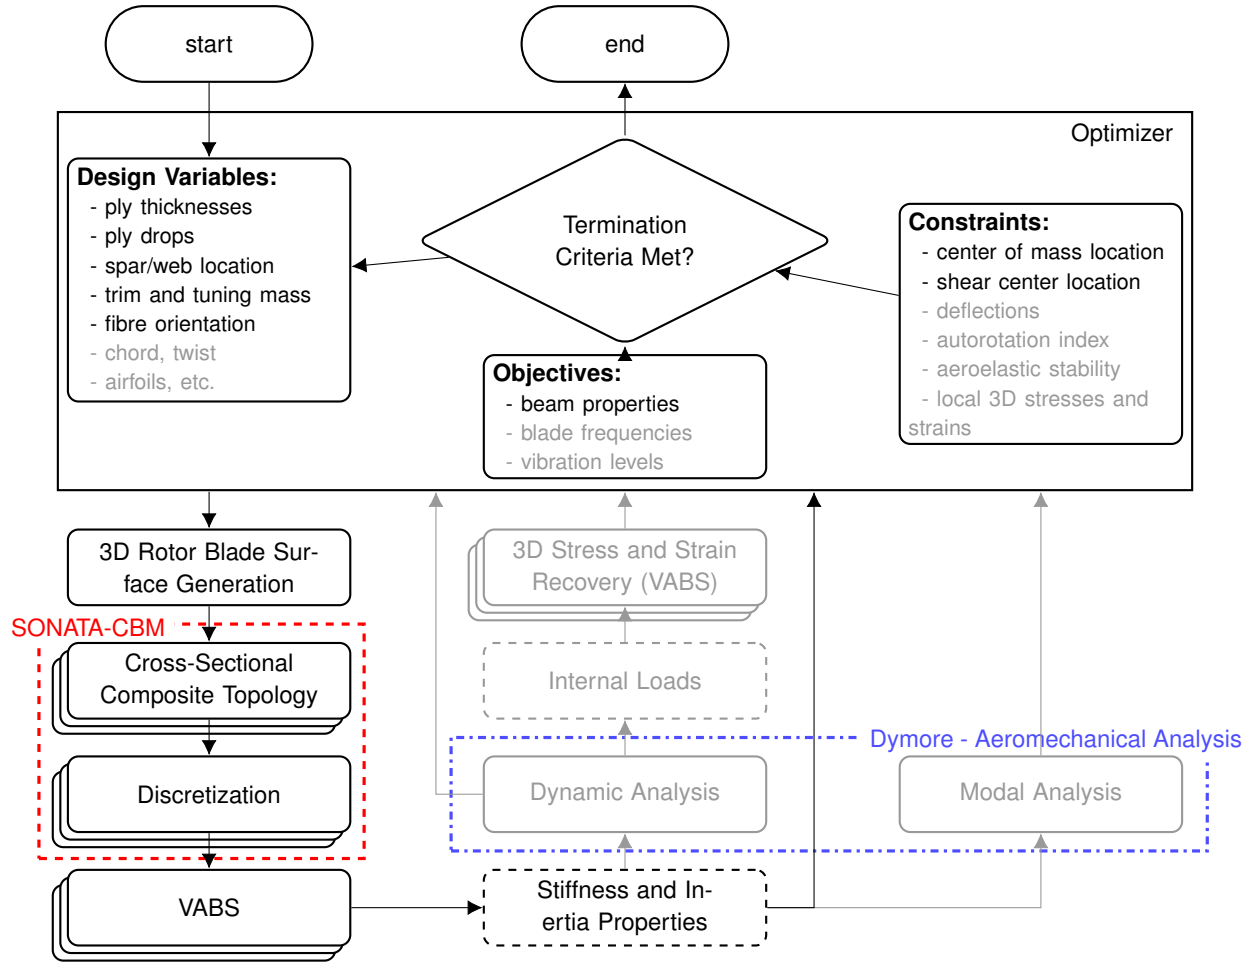 start
end
Optimizer
Design Variables:
- ply thicknesses
- ply drops
- spar/web location
- trim and tuning mass
- fibre orientation
- chord, twist
- airfoils, etc.
Termination
Criteria Met?
Constraints:
- center of mass location
- shear center location
- deflections
- autorotation index
- aeroelastic stability
- local 3D stresses and
strains
Objectives:
- beam properties
- blade frequencies
- vibration levels
3D Rotor Blade Sur-
face Generation
3D Stress and Strain
Recovery (VABS)
SONATA-CBM
Cross-Sectional
Composite Topology
Internal Loads
Dymore - Aeromechanical Analysis
Discretization
Dynamic Analysis
Modal Analysis
VABS
Stiffness and In-
ertia Properties